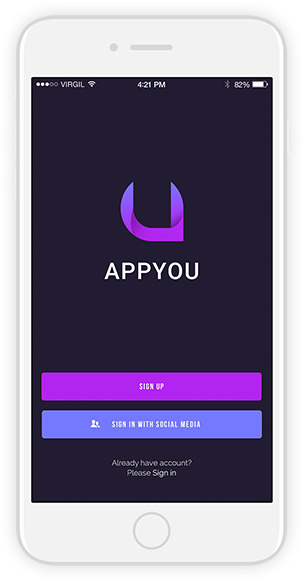 VIRGIL 4:21 PM 82%
APPYOU
SIGN UP
SIGN IN WITH SOCIAL MEDIA
Already have account?
Please Sign in